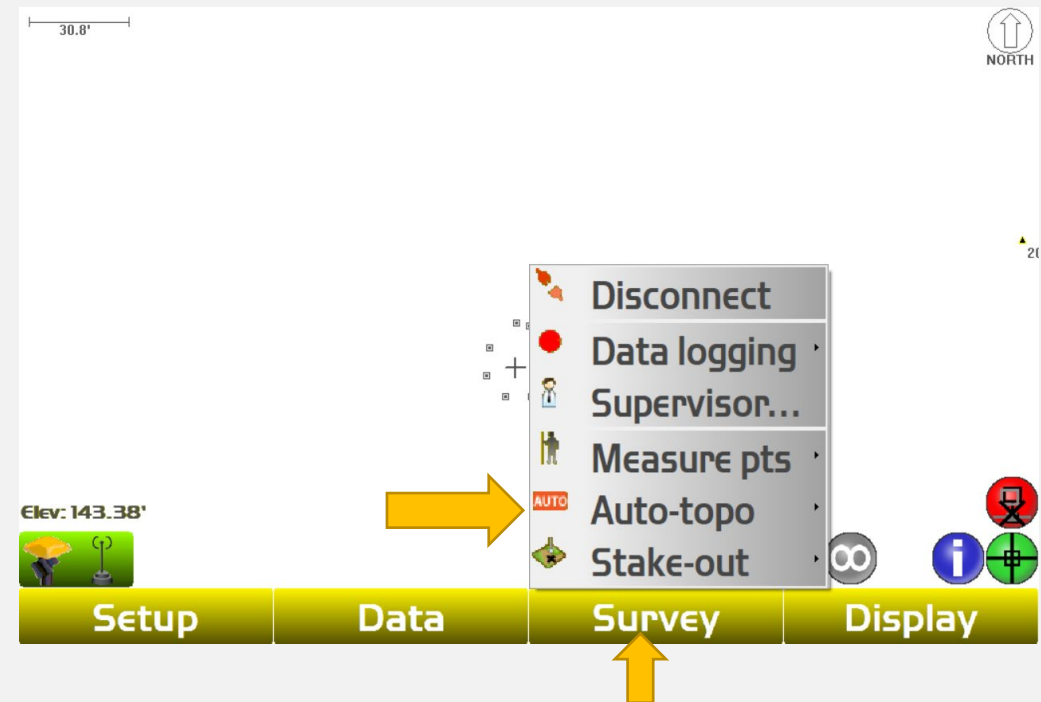 30.8'
NORTH
Disconnect
Data logging
Supervisor...
Measure pts
AUTO Auto-topo
Stake-out
Elev: 143.38'
Setup Data Survey Display